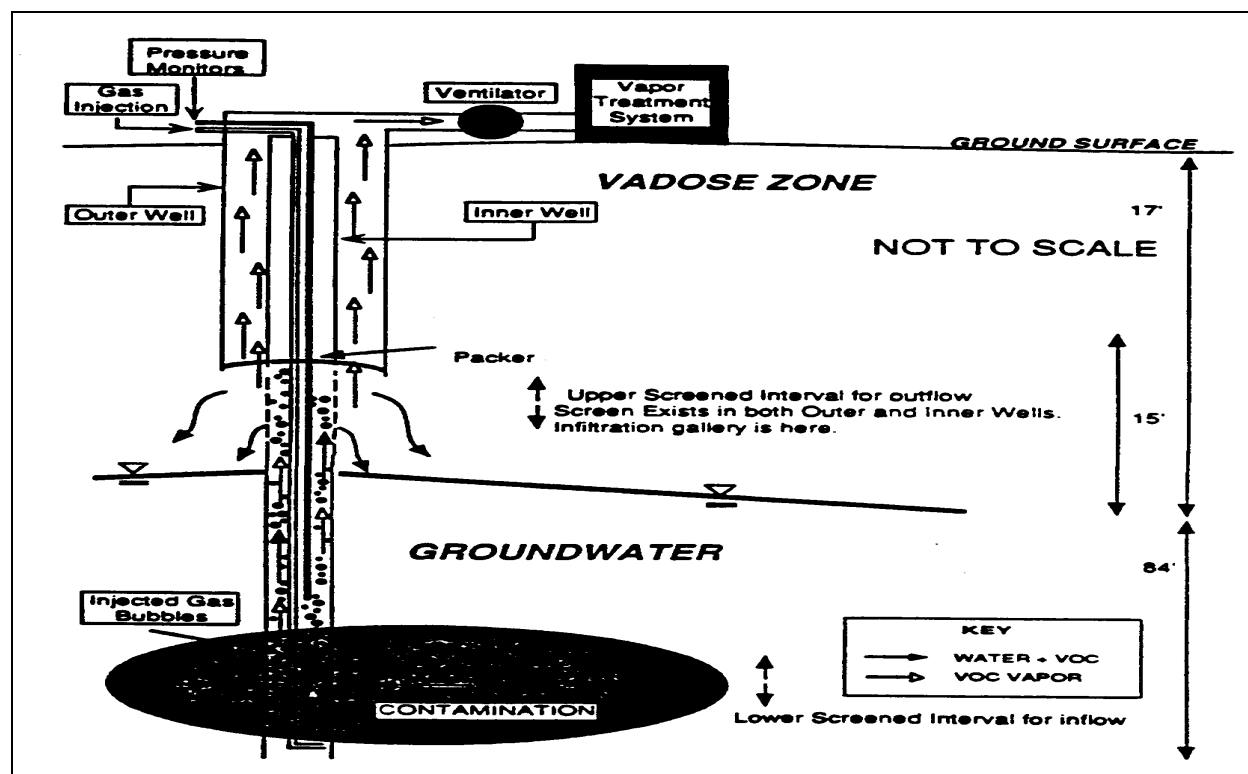 Pressure
Monitors
Gas
Injection
Ventilator
Vapor
Treatment
System
GROUND SURFACE
VADOSE ZONE
Outer Well
Inner Well
17'
NOT TO SCALE
Packer
Upper Screened Interval for outflow
Screen Exists in both Outer and Inner Wells.
Infiltration gallery is here.
15'
GROUNDWATER
84'
Injected Gas
Bubbles
KEY
WATER + VOC
VOC VAPOR
CONTAMINATION
Lower Screened Interval for inflow